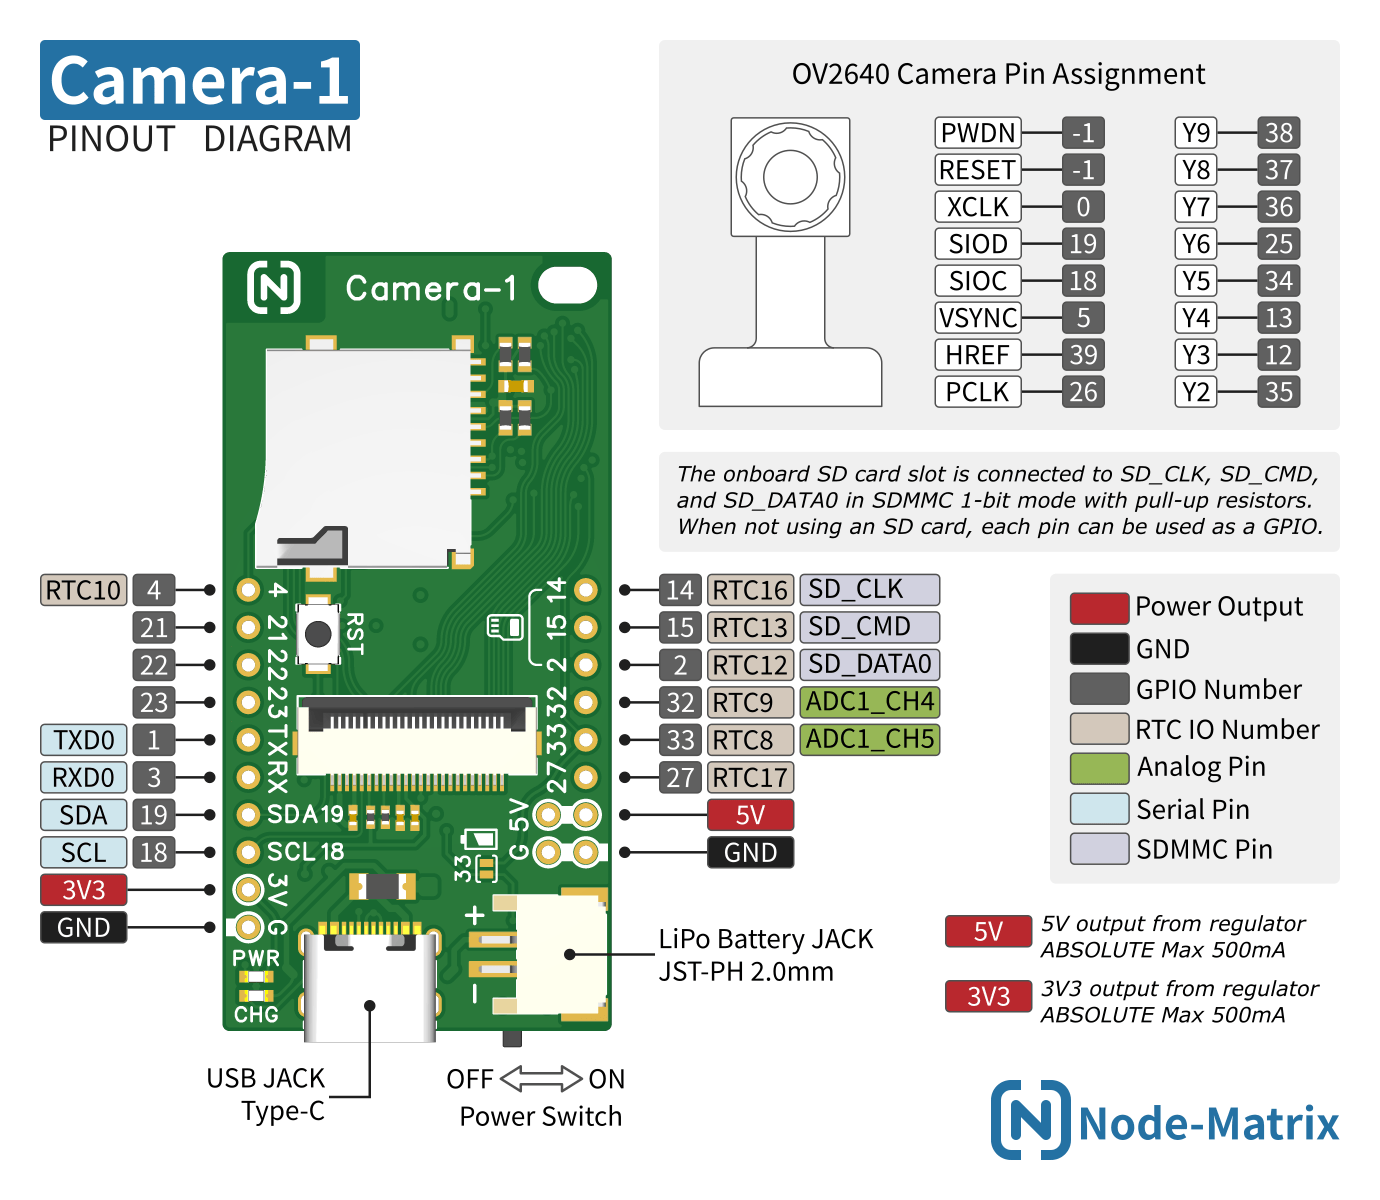 Camera-1
PINOUT DIAGRAM
OV2640 Camera Pin Assignment
PWDN -1 Y9 38
RESET -1 Y8 37
XCLK 0 Y7 36
SIOD 19 Y6 25
SIOC 18 Y5 34
VSYNC 5 Y4 13
HREF 39 Y3 12
PCLK 26 Y2 35
The onboard SD card slot is connected to SD_CLK, SD_CMD,
and SD_DATA0 in SDMMC 1-bit mode with pull-up resistors.
When not using an SD card, each pin can be used as a GPIO.
N Camera-1
RTC10 4
21
22
23
TXD0 1
RXD0 3
SDA 19
SCL 18
3V3
GND
4
21
22
23
TX
RX
SDA19
SCL18
3V
G
RST
14
15
2
32
33
27
5V
G
33
+
-
PWR
CHG
14 RTC16 SD_CLK
15 RTC13 SD_CMD
2 RTC12 SD_DATA0
32 RTC9 ADC1_CH4
33 RTC8 ADC1_CH5
27 RTC17
5V
GND
Power Output
GND
GPIO Number
RTC IO Number
Analog Pin
Serial Pin
SDMMC Pin
LiPo Battery JACK
JST-PH 2.0mm
5V 5V output from regulator
ABSOLUTE Max 500mA
3V3 3V3 output from regulator
ABSOLUTE Max 500mA
USB JACK
Type-C
OFF ON
Power Switch
N Node-Matrix